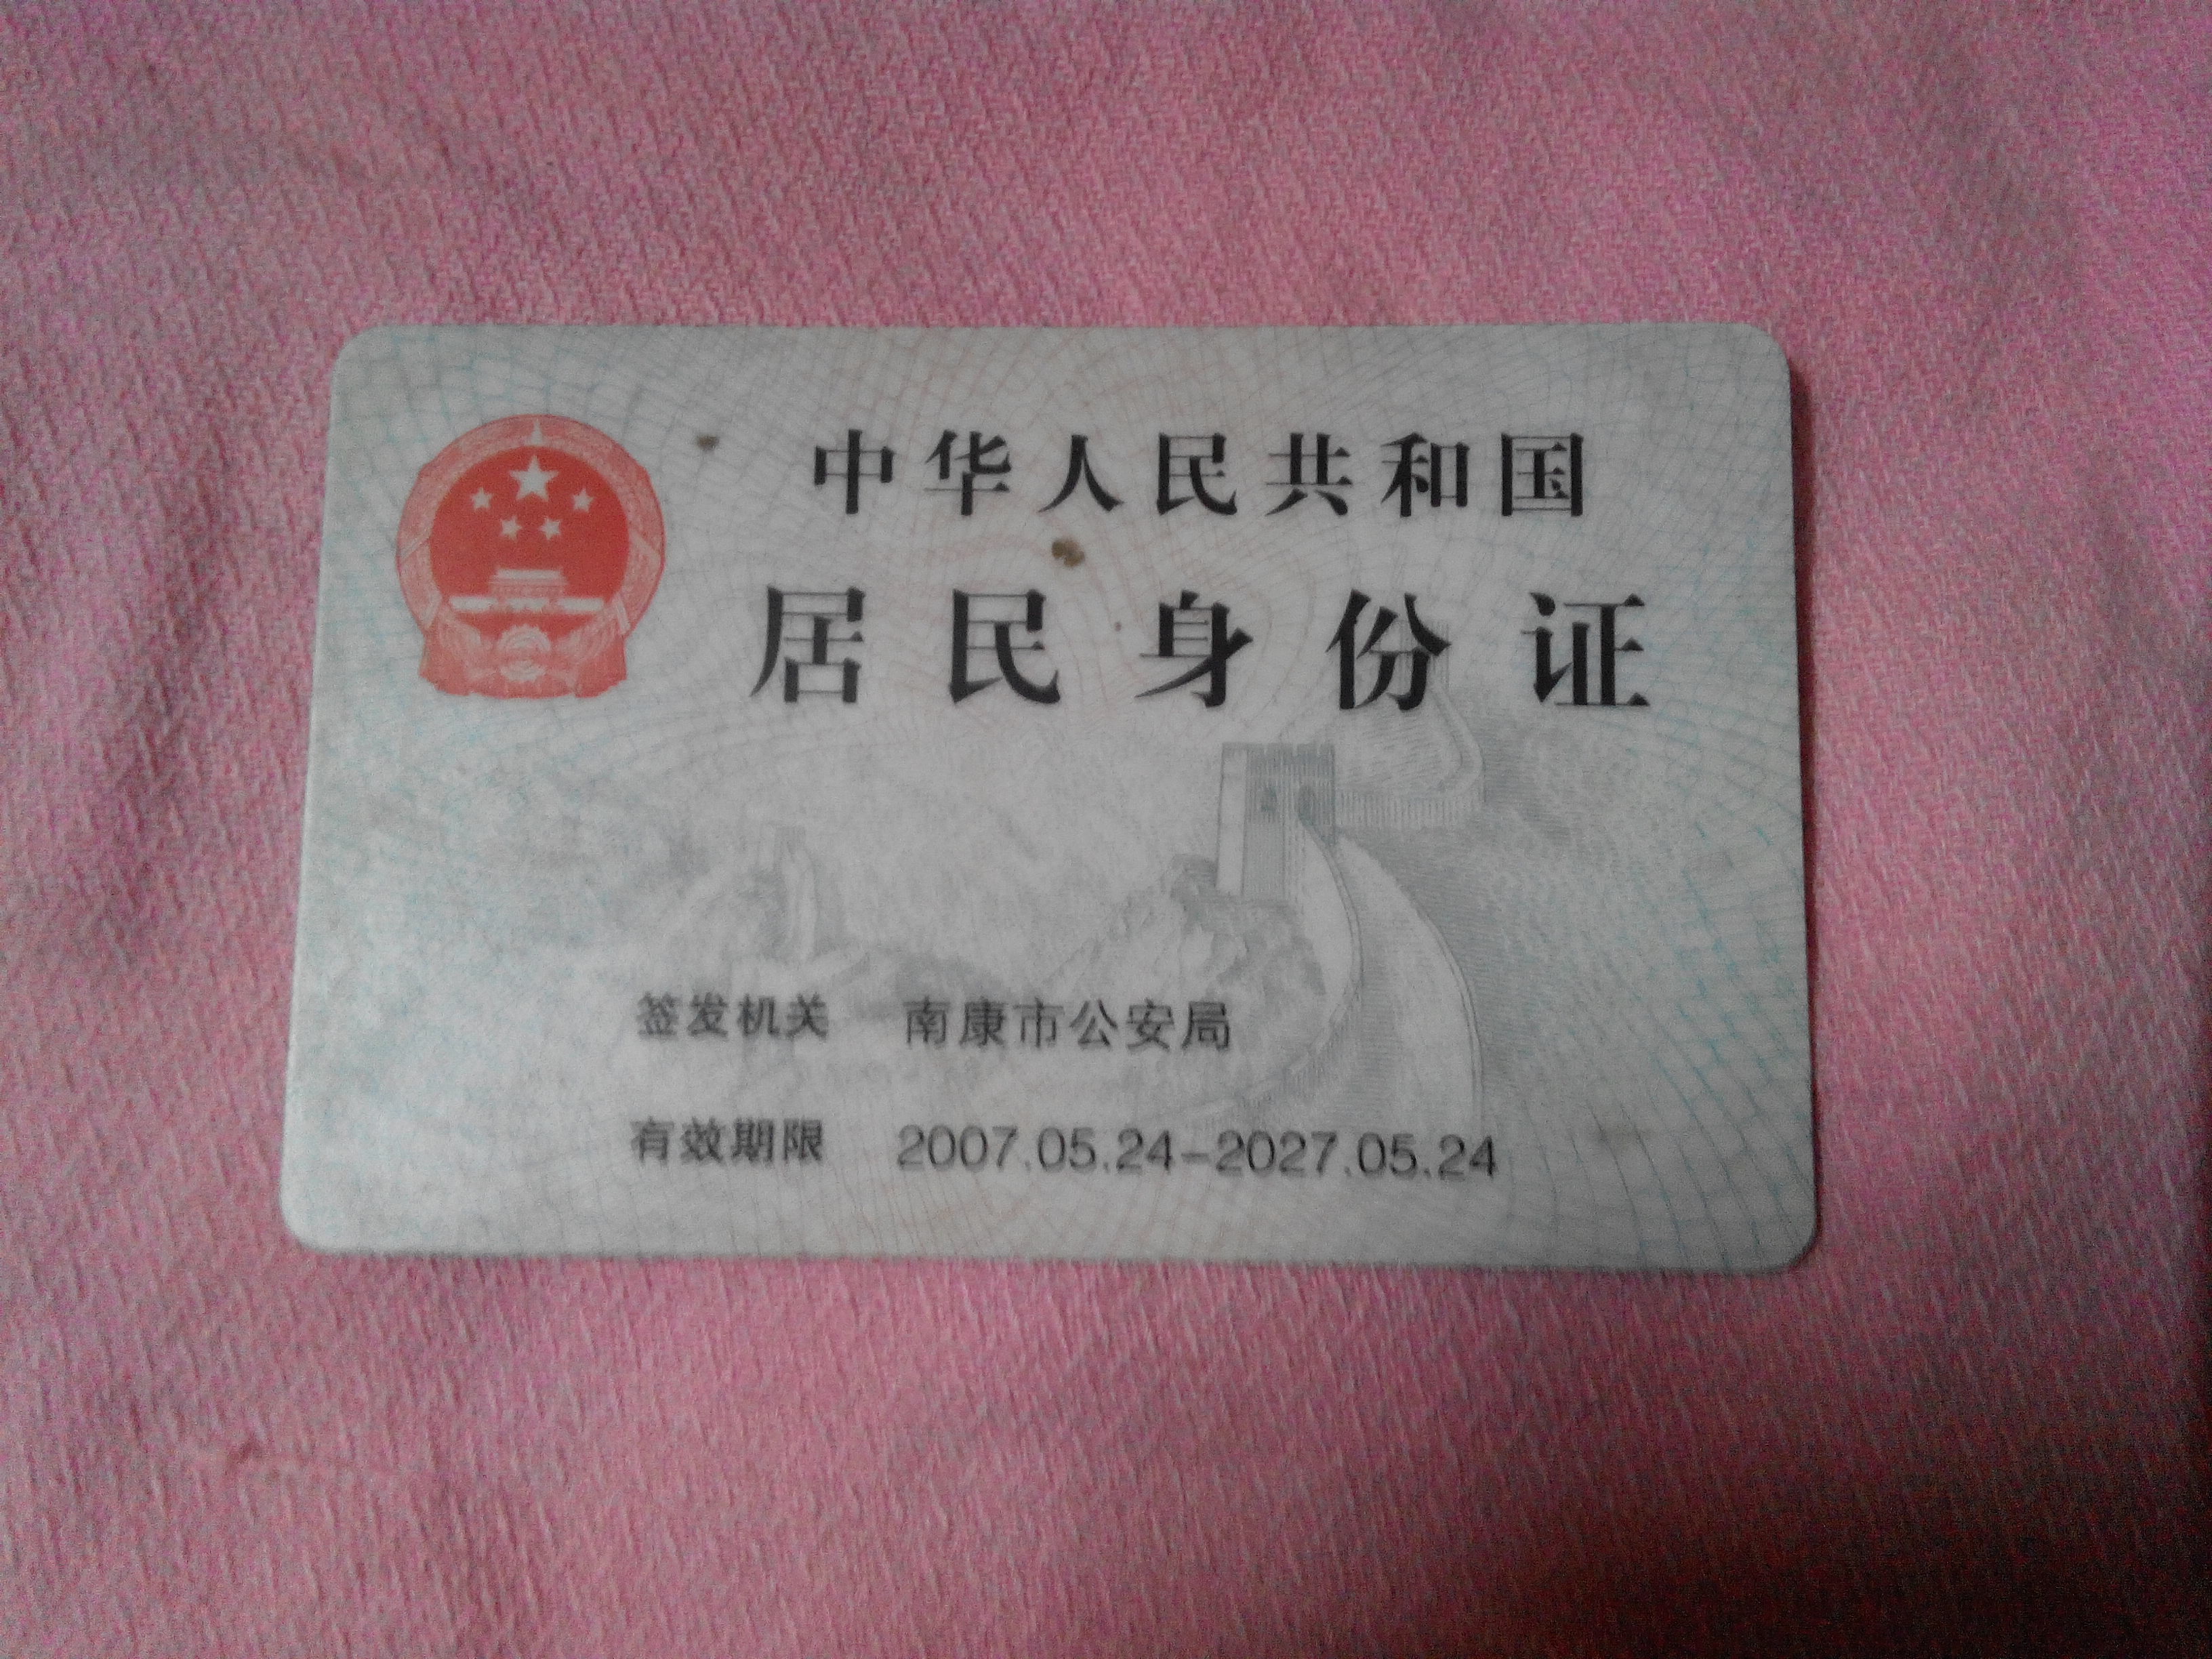 中华人民共和国
居民身份证
签发机关 南康市公安局
有效期限 2007.05.24-2027.05.24